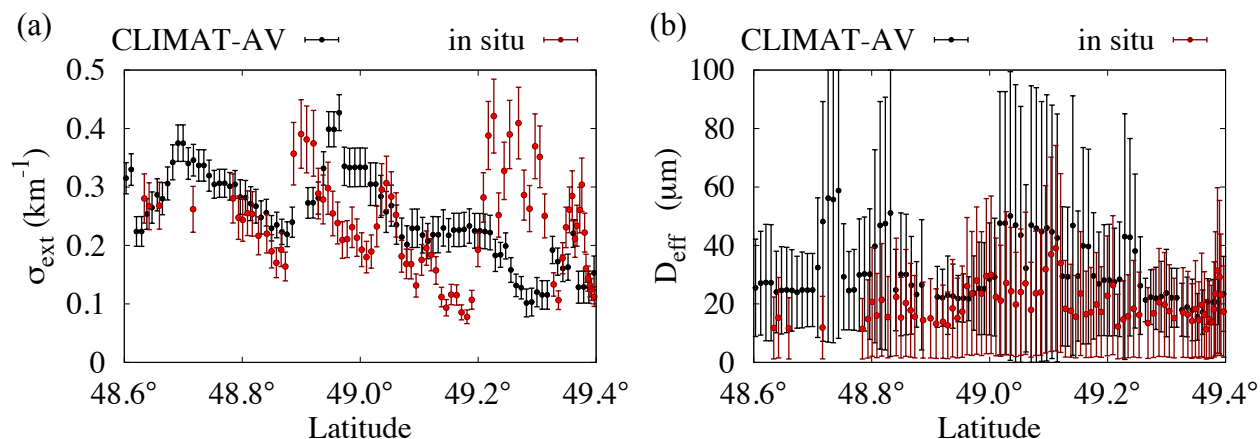 (a)
CLIMAT-AV in situ
σext (km⁻¹)
0.5
0.4
0.3
0.2
0.1
0
48.6° 48.8° 49.0° 49.2° 49.4°
Latitude
(b)
CLIMAT-AV in situ
Deff (μm)
100
80
60
40
20
0
48.6° 48.8° 49.0° 49.2° 49.4°
Latitude